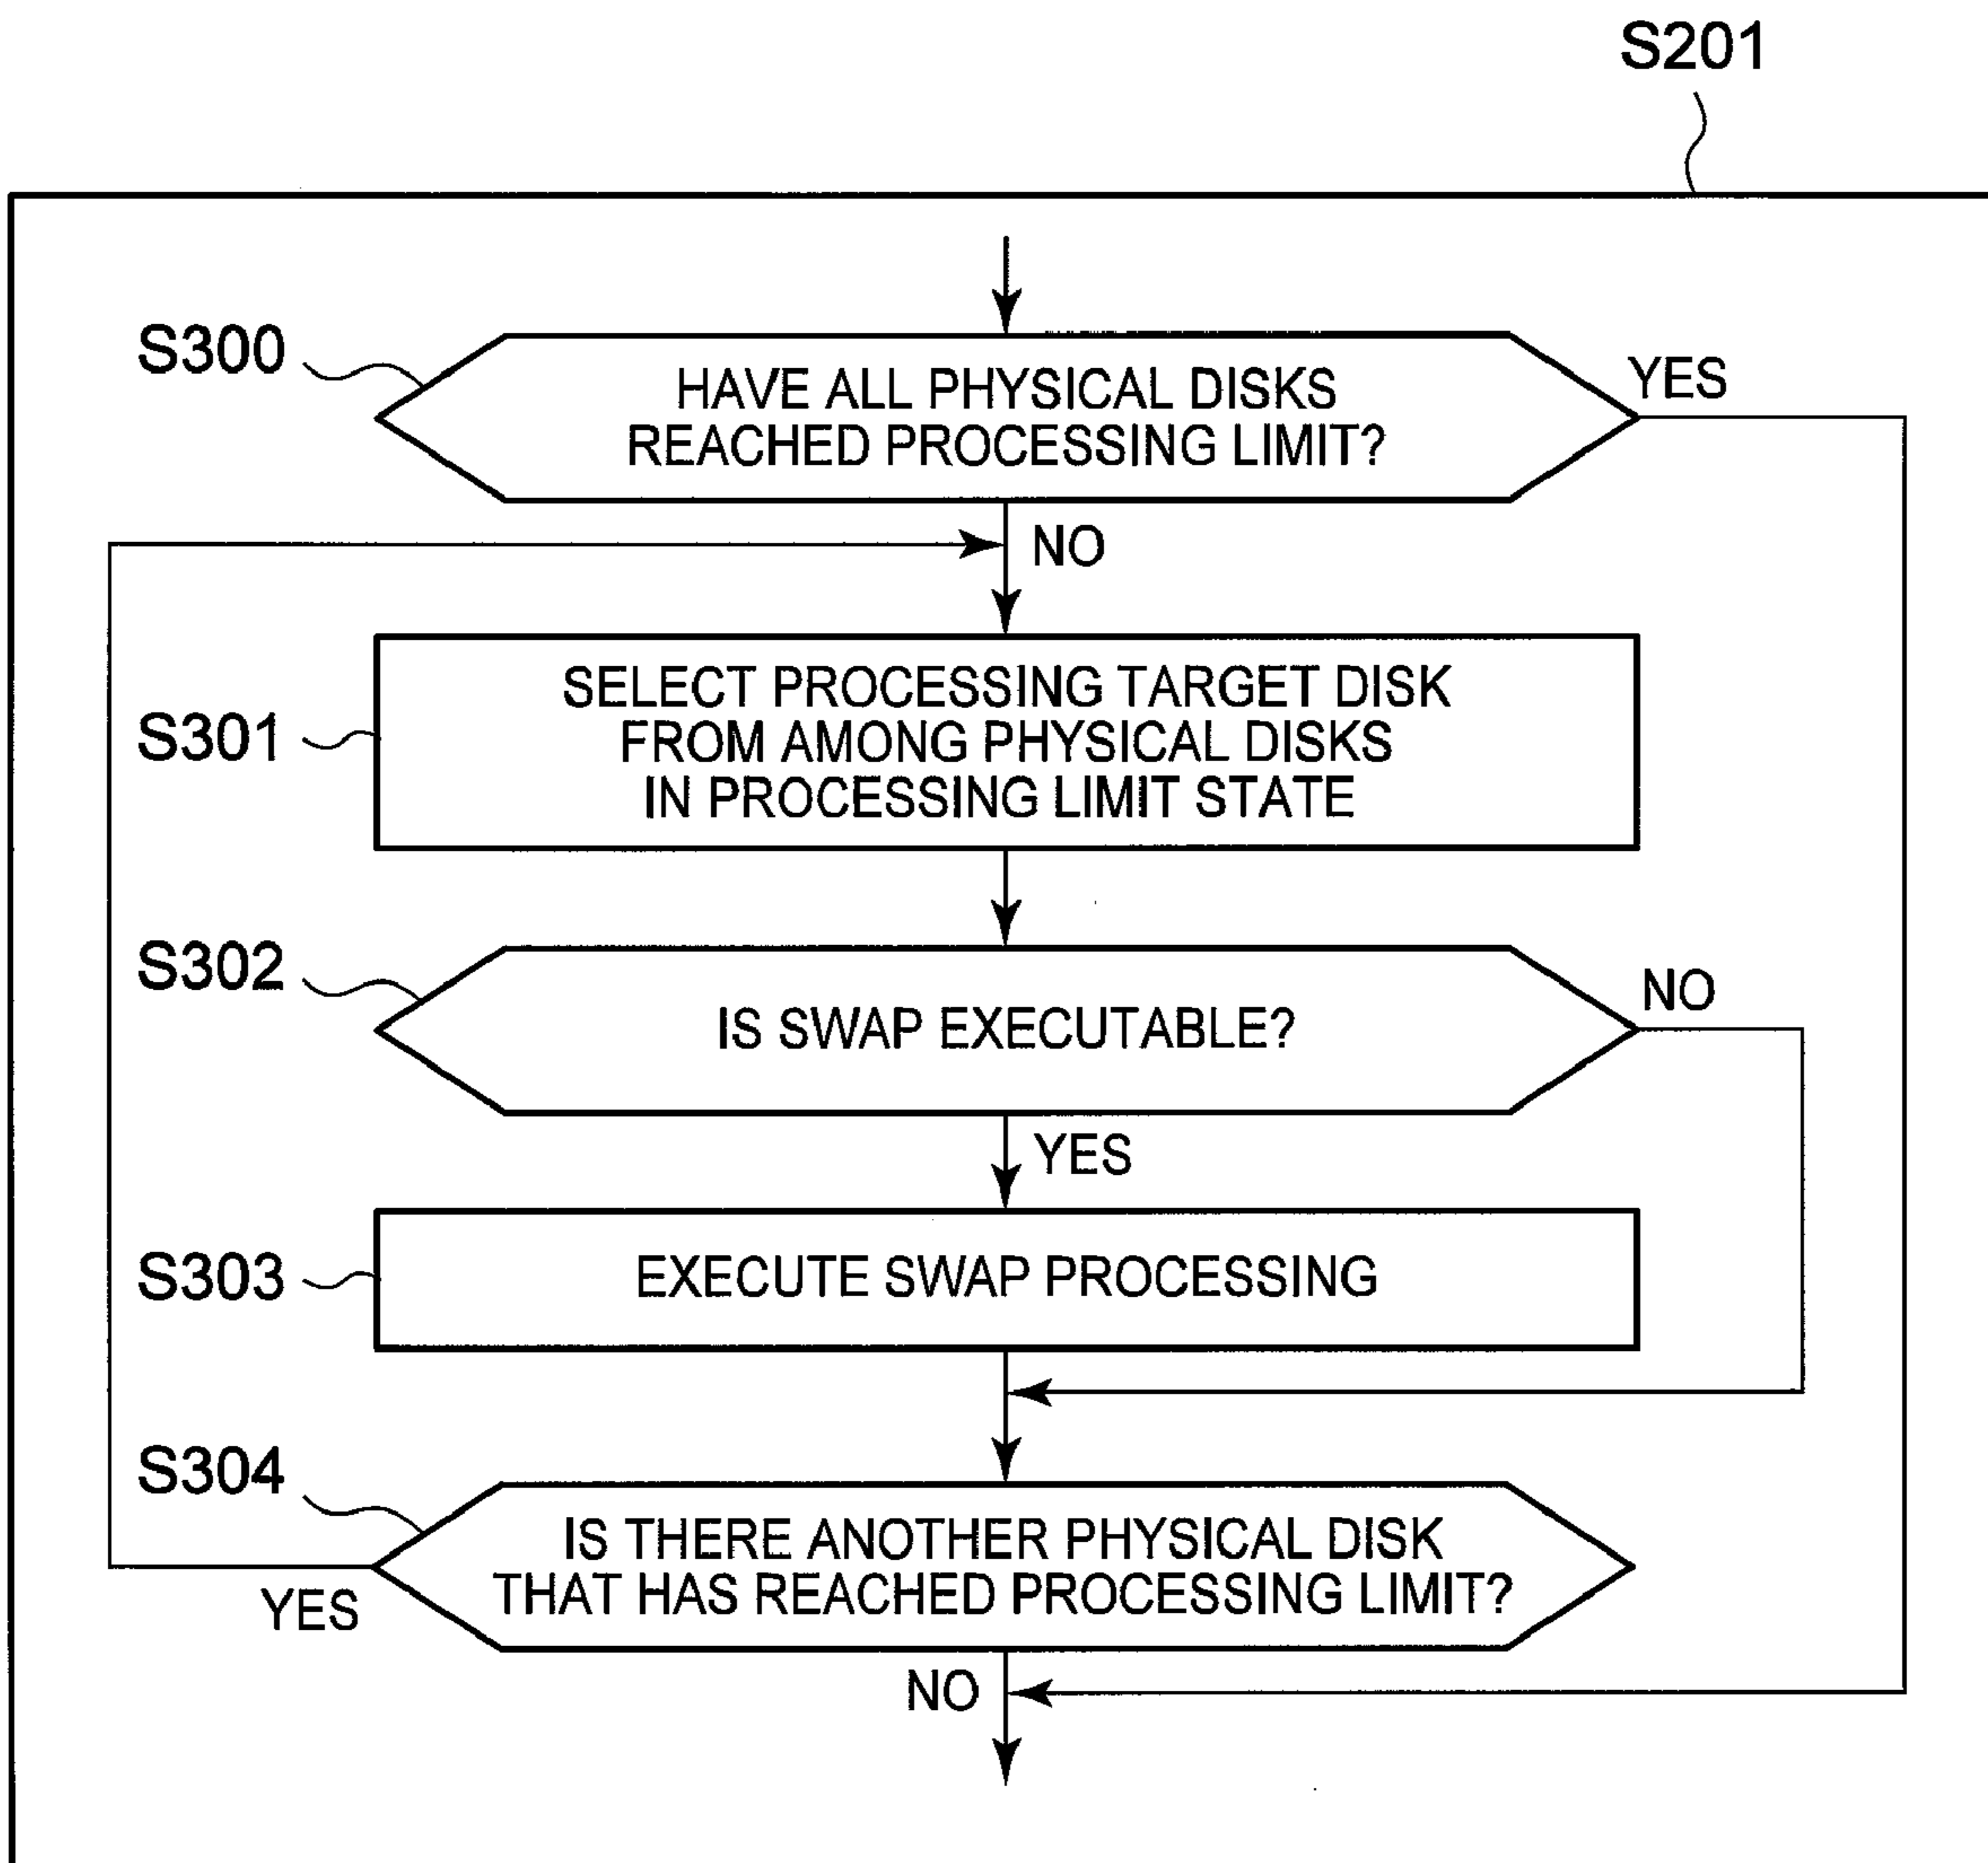 S201
S300
HAVE ALL PHYSICAL DISKS
REACHED PROCESSING LIMIT?
YES
NO
S301
SELECT PROCESSING TARGET DISK
FROM AMONG PHYSICAL DISKS
IN PROCESSING LIMIT STATE
S302
IS SWAP EXECUTABLE?
NO
YES
S303
EXECUTE SWAP PROCESSING
S304
IS THERE ANOTHER PHYSICAL DISK
THAT HAS REACHED PROCESSING LIMIT?
YES
NO